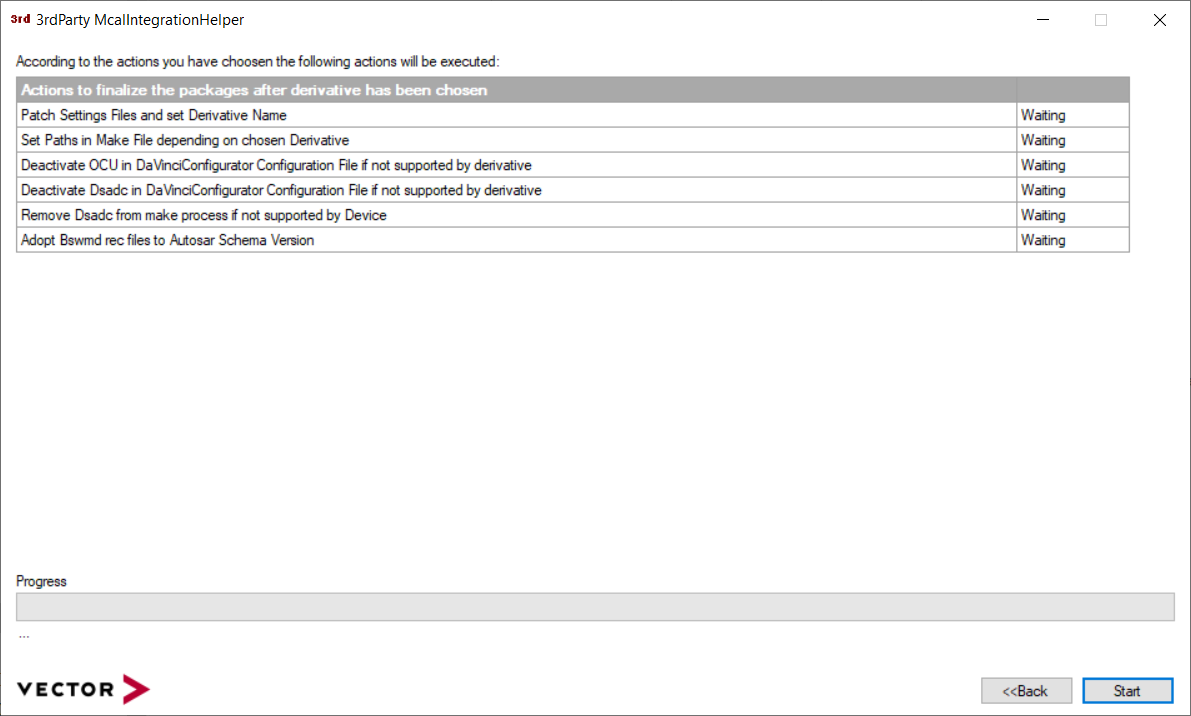 3rd 3rdParty McalIntegrationHelper
According to the actions you have choosen the following actions will be executed:
Actions to finalize the packages after derivative has been chosen
Patch Settings Files and set Derivative Name Waiting
Set Paths in Make File depending on chosen Derivative Waiting
Deactivate OCU in DaVinciConfigurator Configuration File if not supported by derivative Waiting
Deactivate Dsadc in DaVinciConfigurator Configuration File if not supported by derivative Waiting
Remove Dsadc from make process if not supported by Device Waiting
Adopt Bswmd rec files to Autosar Schema Version Waiting
Progress
...
VECTOR
<<Back Start